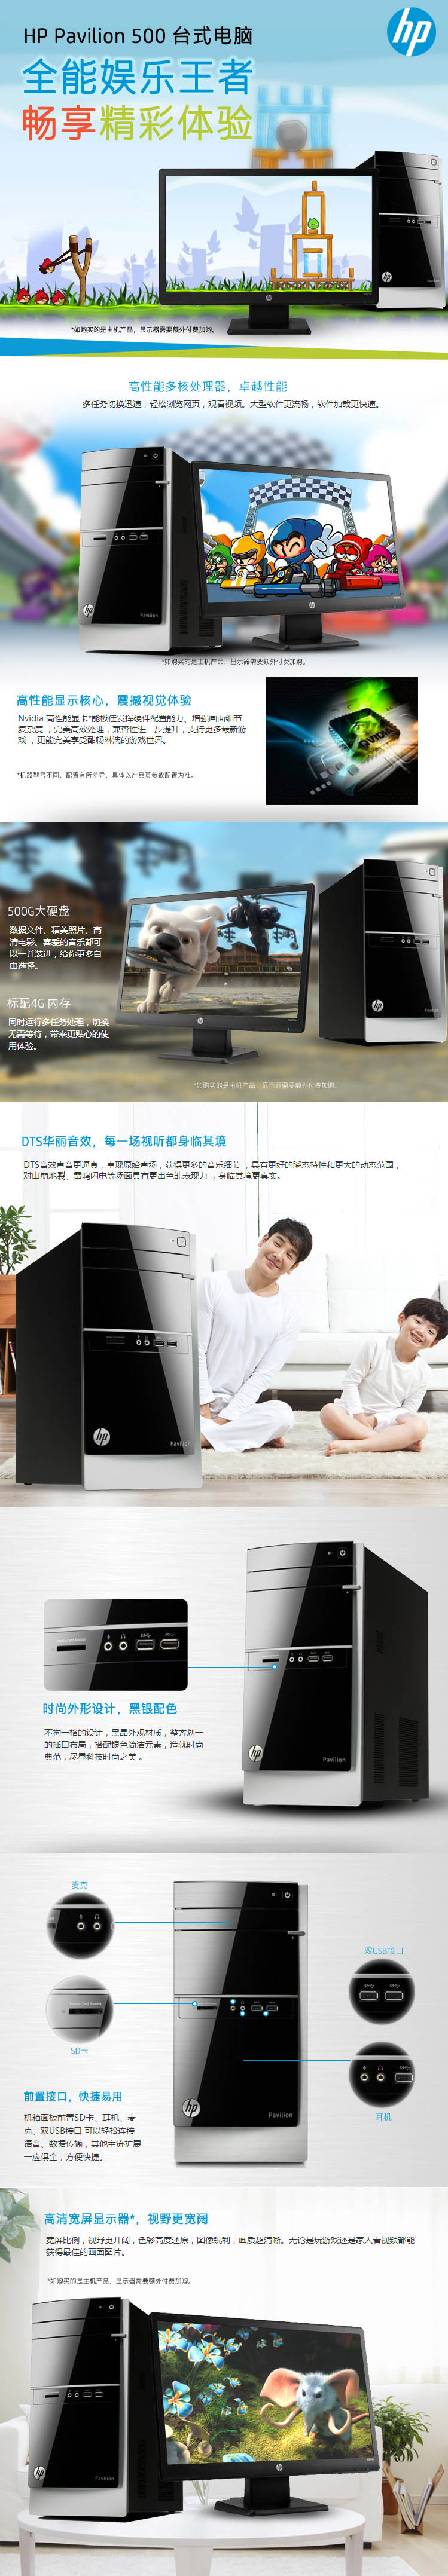 hp
HP Pavilion 500 台式电脑
全能娱乐王者
畅享精彩体验
*如购买的是主机产品，显示器需要额外付费加购。
高性能多核处理器，卓越性能
多任务切换迅速，轻松浏览网页，观看视频。大型软件更流畅，软件加载更快速。
hp
Pavilion
*如购买的是主机产品，显示器需要额外付费加购。
高性能显示核心，震撼视觉体验
Nvidia 高性能显卡*能极佳发挥硬件配置能力、增强画面细节
复杂度，完美高效处理，兼容性进一步提升，支持更多最新游
戏，更能完美享受酣畅淋漓的游戏世界。
*机器型号不同、配置有所差异、具体以产品页参数配置为准。
500G大硬盘
数据文件、精美照片、高
清电影、喜爱的音乐都可
以一并装进，给你更多自
由选择。
标配4G 内存
同时运行多任务处理，切换
无需等待，带来更贴心的使
用体验。
hp
Pavilion
*如购买的是主机产品，显示器需要额外付费加购。
DTS华丽音效，每一场视听都身临其境
DTS音效声音更逼真，重现原始声场，获得更多的音乐细节 ，具有更好的瞬态特性和更大的动态范围，
对山崩地裂、雷鸣闪电等场面具有更出色的表现力 ，身临其境更真实。
hp
Pavilion
时尚外形设计，黑银配色
不拘一格的设计，黑晶外观材质，整齐划一
的插口布局，搭配银色简洁元素，造就时尚
典范，尽显科技时尚之美 。
hp
Pavilion
麦克
双USB接口
SD卡
耳机
hp
Pavilion
前置接口，快捷易用
机箱面板前置SD卡、耳机、麦
克、双USB接口 可以轻松连接
语音、数据传输，其他主流扩展
一应俱全，方便快捷。
高清宽屏显示器*，视野更宽阔
宽屏比例，视野更开阔，色彩高度还原，图像锐利，画质超清晰。无论是玩游戏还是家人看视频都能
获得最佳的画面图片。
*如购买的是主机产品，显示器需要额外付费加购。
hp
Pavilion